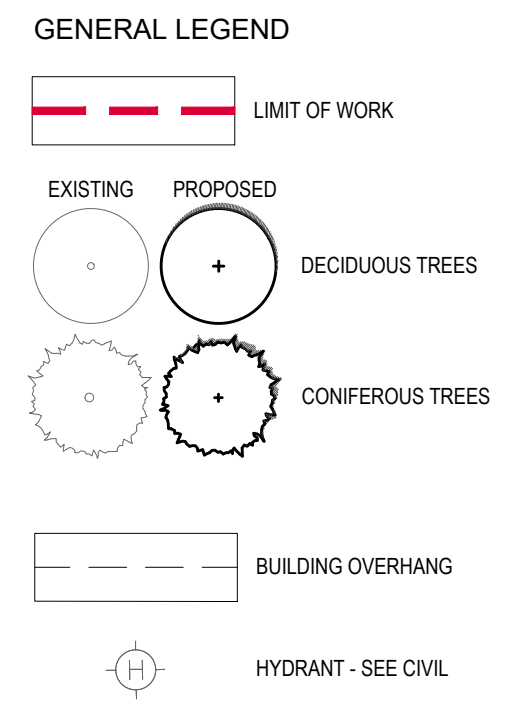 GENERAL LEGEND
LIMIT OF WORK
EXISTING PROPOSED
DECIDUOUS TREES
CONIFEROUS TREES
BUILDING OVERHANG
H HYDRANT - SEE CIVIL